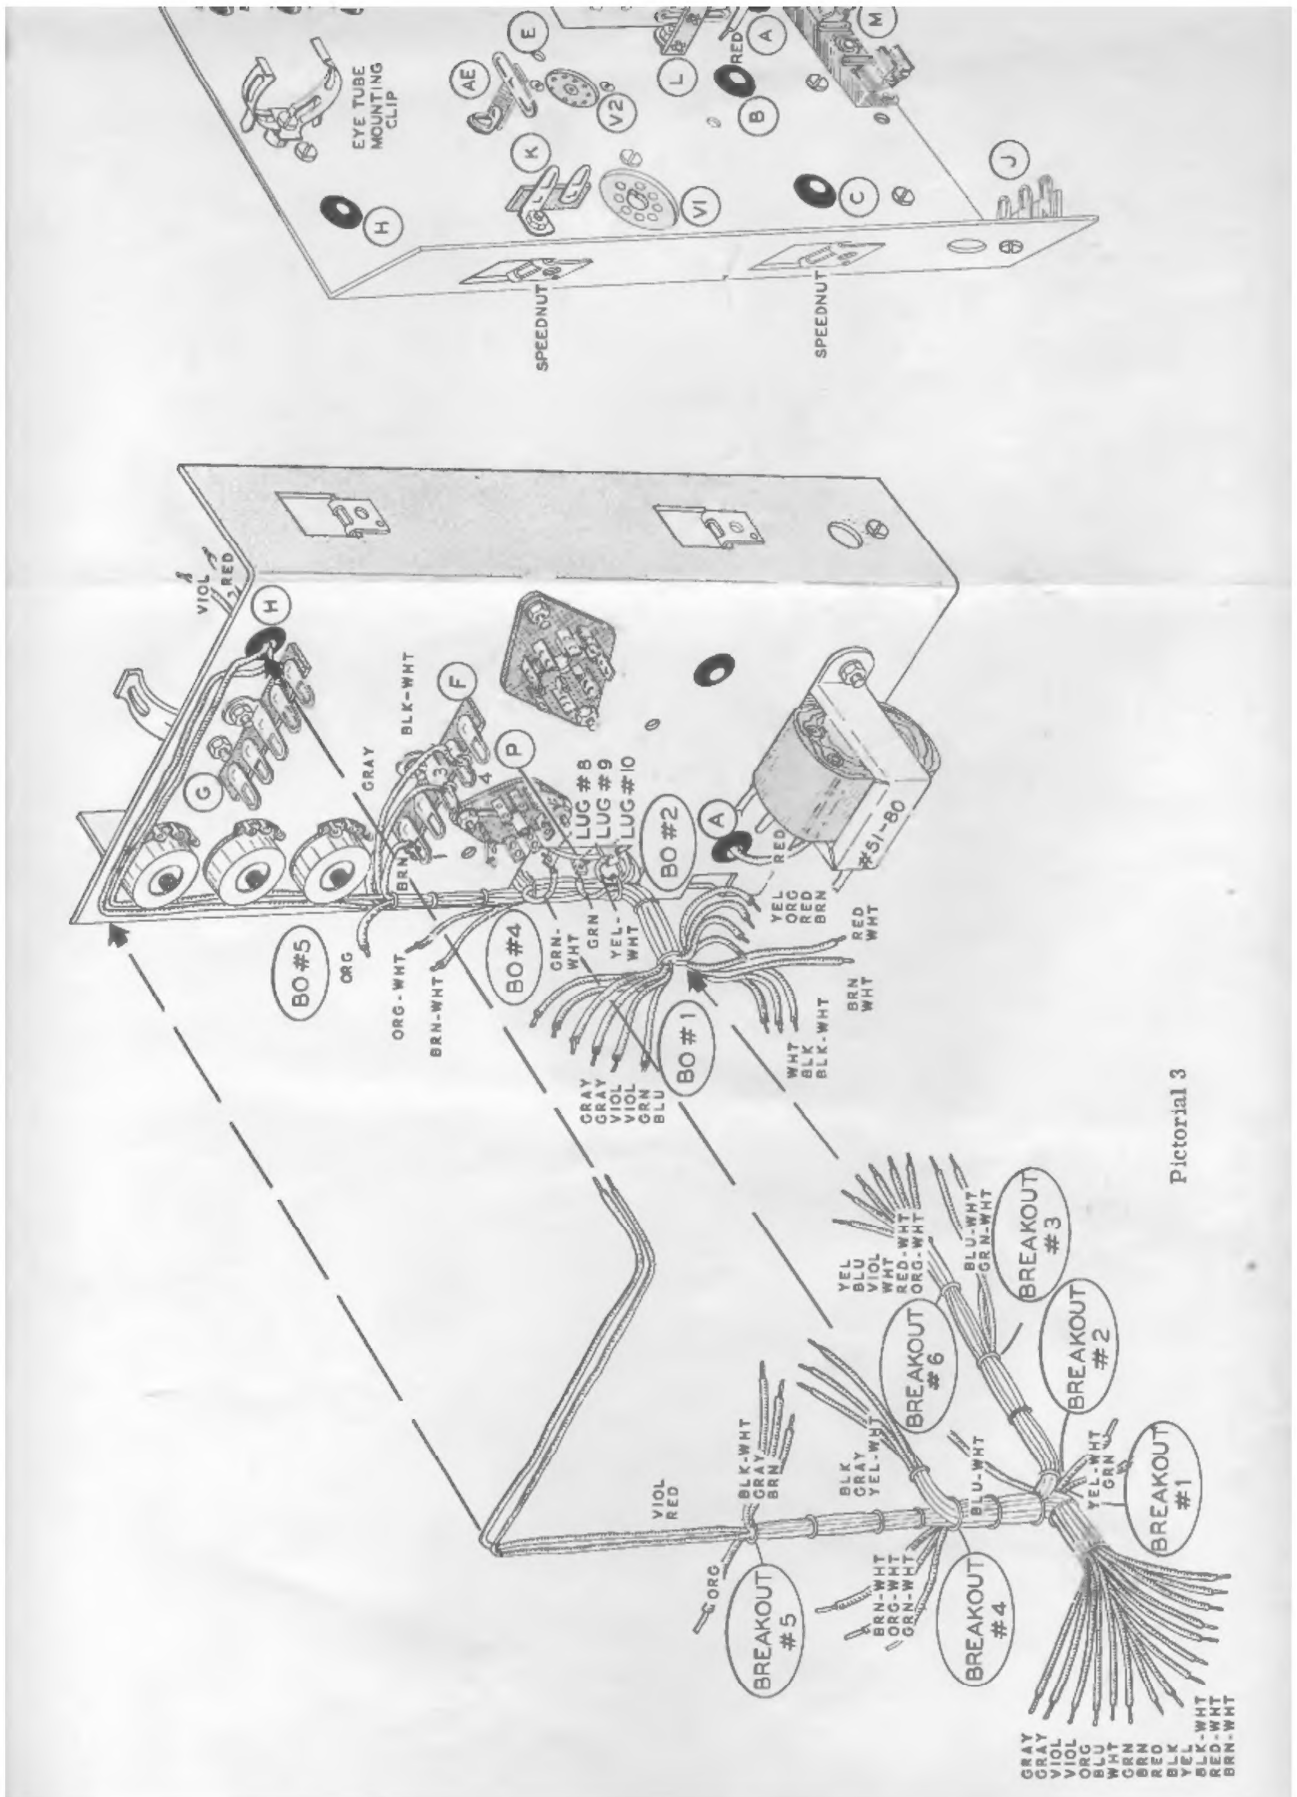 EYE TUBE
MOUNTING
CLIP
H
AE
E
V2
K
V1
L
RED
A
B
M
C
J
SPEEDNUT
SPEEDNUT
VIOL
RED
H
G
GRAY
BLK-WHT
F
P
3
4
1
BRN
LUG #8
LUG #9
LUG #10
BO #2
A
RED
#51-80
BO #5
ORG
ORG-WHT
BRN-WHT
BO #4
GRN-
WHT
GRN
YEL-
WHT
YEL
ORG
RED
BRN
RED
WHT
BRN
WHT
WHT
BLK
BLK-WHT
BO #1
GRAY
GRAY
VIOL
VIOL
GRN
BLU
VIOL
RED
BLK-WHT
GRAY
BRN
ORG
BREAKOUT
#5
BLK
GRAY
YEL-WHT
BREAKOUT
#6
YEL
BLU
VIOL
WHT
RED-WHT
ORG-WHT
BLU-WHT
GRN-WHT
BREAKOUT
#3
BREAKOUT
#2
BLU-WHT
BRN-WHT
ORG-WHT
GRN-WHT
BREAKOUT
#4
YEL-WHT
GRN
BREAKOUT
#1
GRAY
GRAY
VIOL
VIOL
ORG
BLU
WHT
GRN
BRN
RED
BLK
YEL
BLK-WHT
RED-WHT
BRN-WHT
Pictorial 3